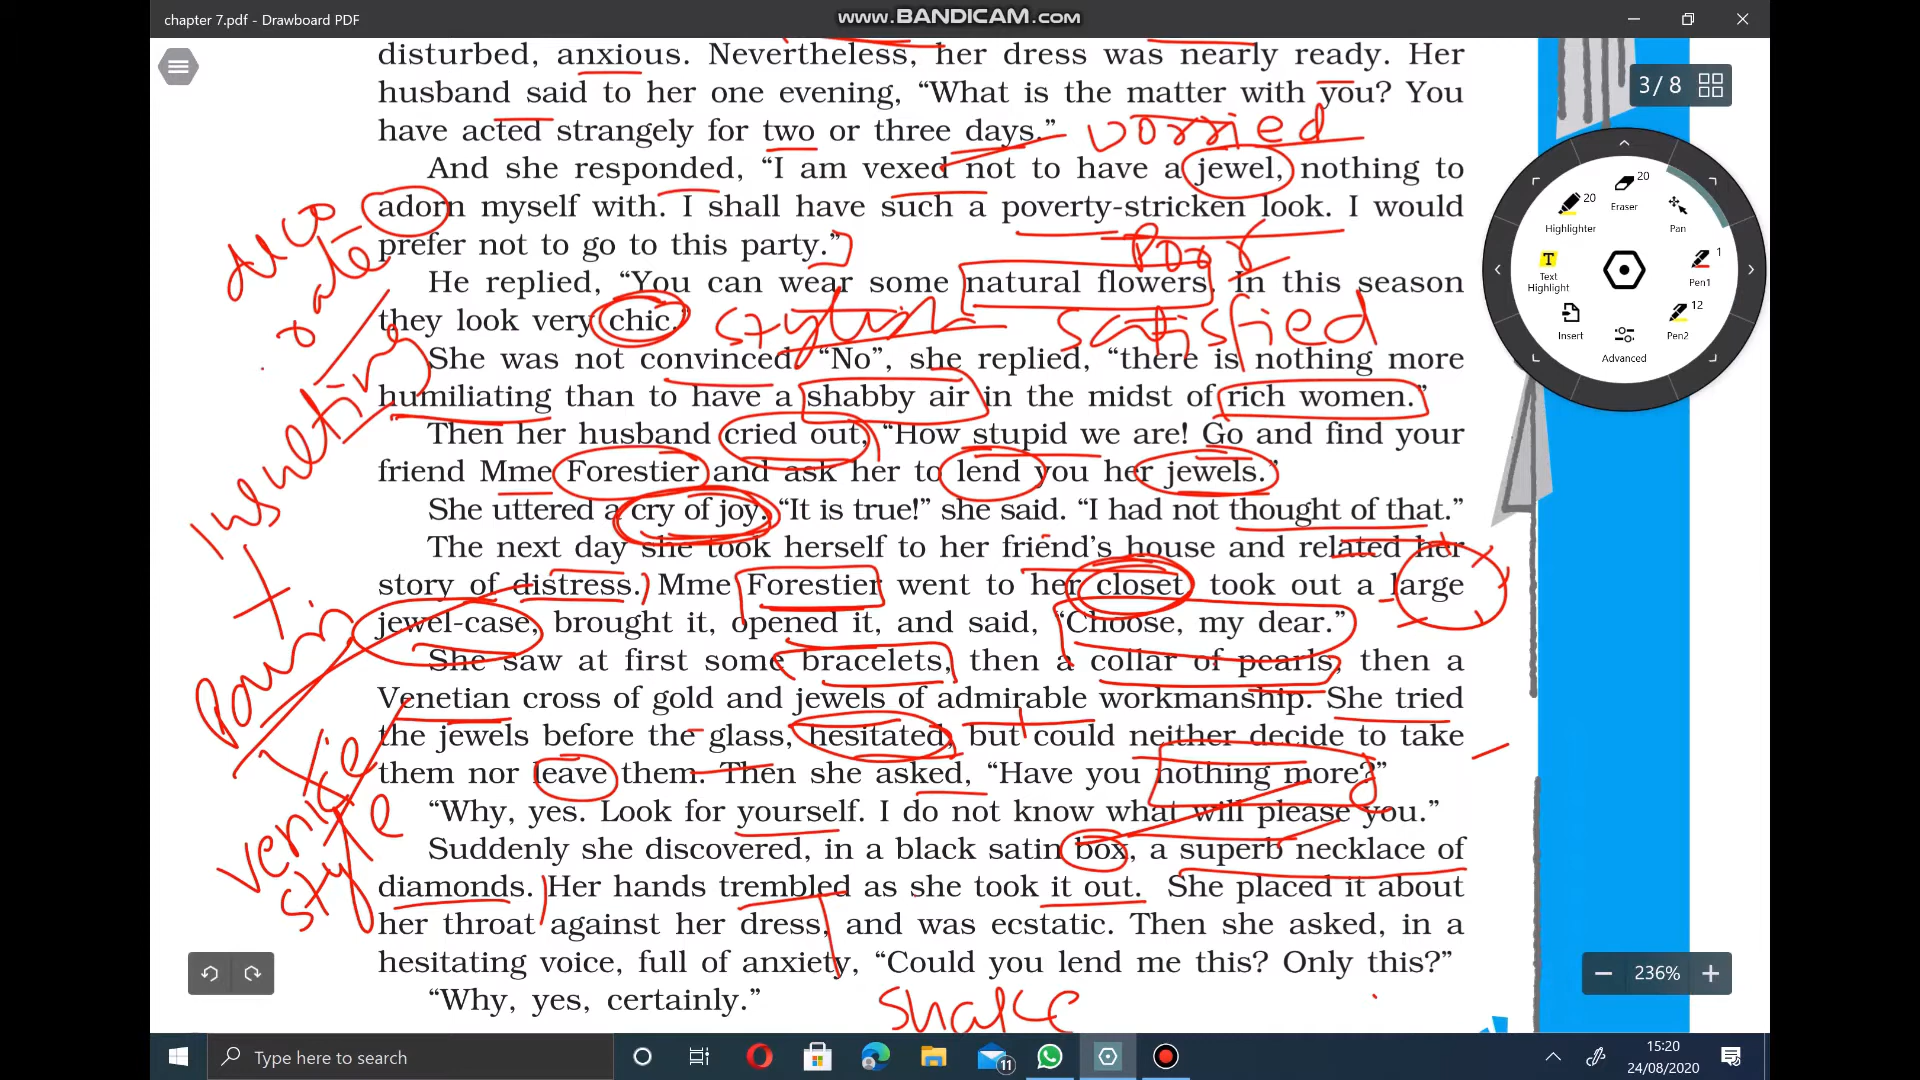 chapter 7.pdf - Drawboard PDF
www.BANDICAM.com
disturbed, anxious. Nevertheless, her dress was nearly ready. Her
husband said to her one evening, “What is the matter with you? You
have acted strangely for two or three days.”
worried
And she responded, “I am vexed not to have a jewel, nothing to
adorn myself with. I shall have such a poverty-stricken look. I would
prefer not to go to this party.”
Poor
He replied, “You can wear some natural flowers. In this season
they look very chic.”
stylish
satisfied
She was not convinced. “No”, she replied, “there is nothing more
humiliating than to have a shabby air in the midst of rich women.”
Insulting
Then her husband cried out, “How stupid we are! Go and find your
friend Mme Forestier and ask her to lend you her jewels.”
She uttered a cry of joy. “It is true!” she said. “I had not thought of that.”
The next day she took herself to her friend’s house and related her
story of distress. Mme Forestier went to her closet took out a large
jewel-case, brought it, opened it, and said, “Choose, my dear.”
She saw at first some bracelets, then a collar of pearls, then a
Venetian cross of gold and jewels of admirable workmanship. She tried
the jewels before the glass, hesitated, but could neither decide to take
them nor leave them. Then she asked, “Have you nothing more?”
“Why, yes. Look for yourself. I do not know what will please you.”
style
Suddenly she discovered, in a black satin box, a superb necklace of
diamonds. Her hands trembled as she took it out. She placed it about
her throat against her dress, and was ecstatic. Then she asked, in a
hesitating voice, full of anxiety, “Could you lend me this? Only this?”
“Why, yes, certainly.”
shake
3/8
20
Eraser
20
Highlighter
Pan
Text
Highlight
1
Pen1
Insert
12
Pen2
Advanced
236%
Type here to search
11
15:20
24/08/2020